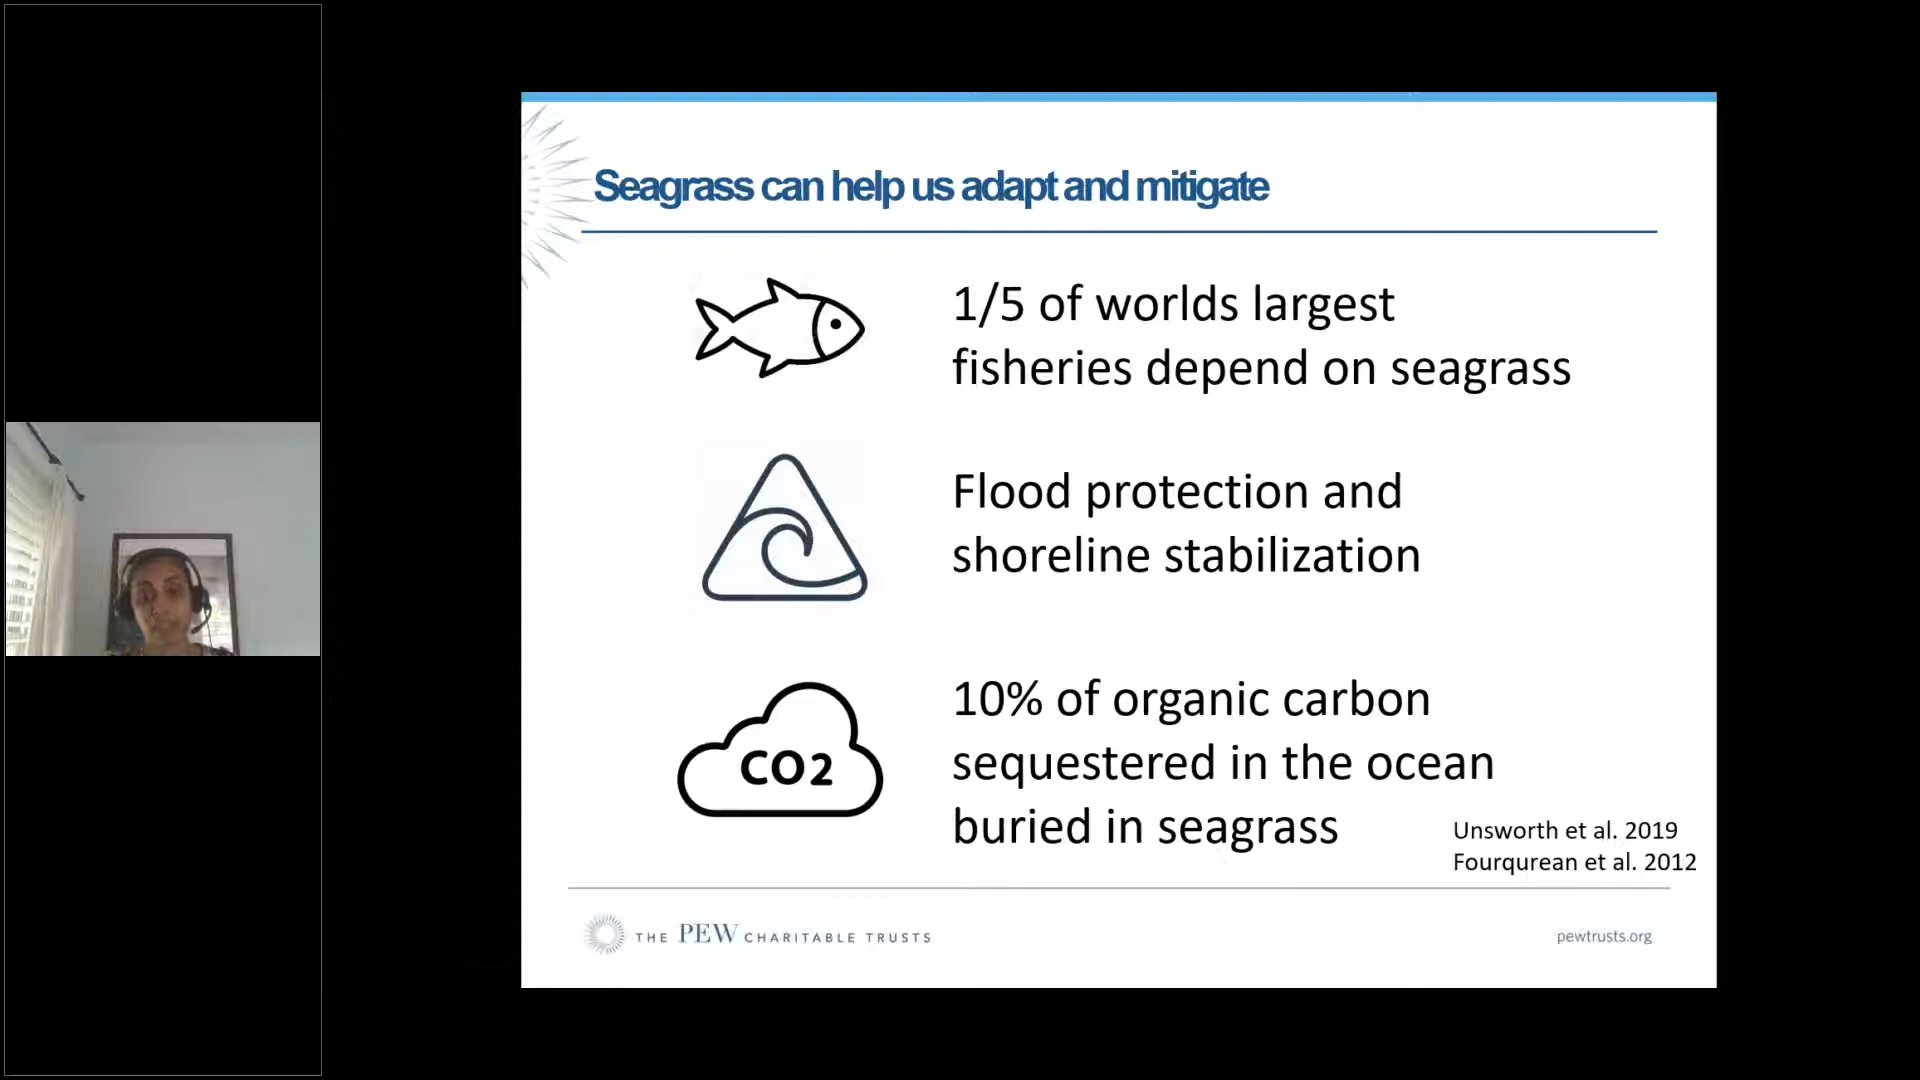 Seagrass can help us adapt and mitigate
1/5 of worlds largest
fisheries depend on seagrass
Flood protection and
shoreline stabilization
CO2
10% of organic carbon
sequestered in the ocean
buried in seagrass
Unsworth et al. 2019
Fourqurean et al. 2012
THE PEW CHARITABLE TRUSTS
pewtrusts.org